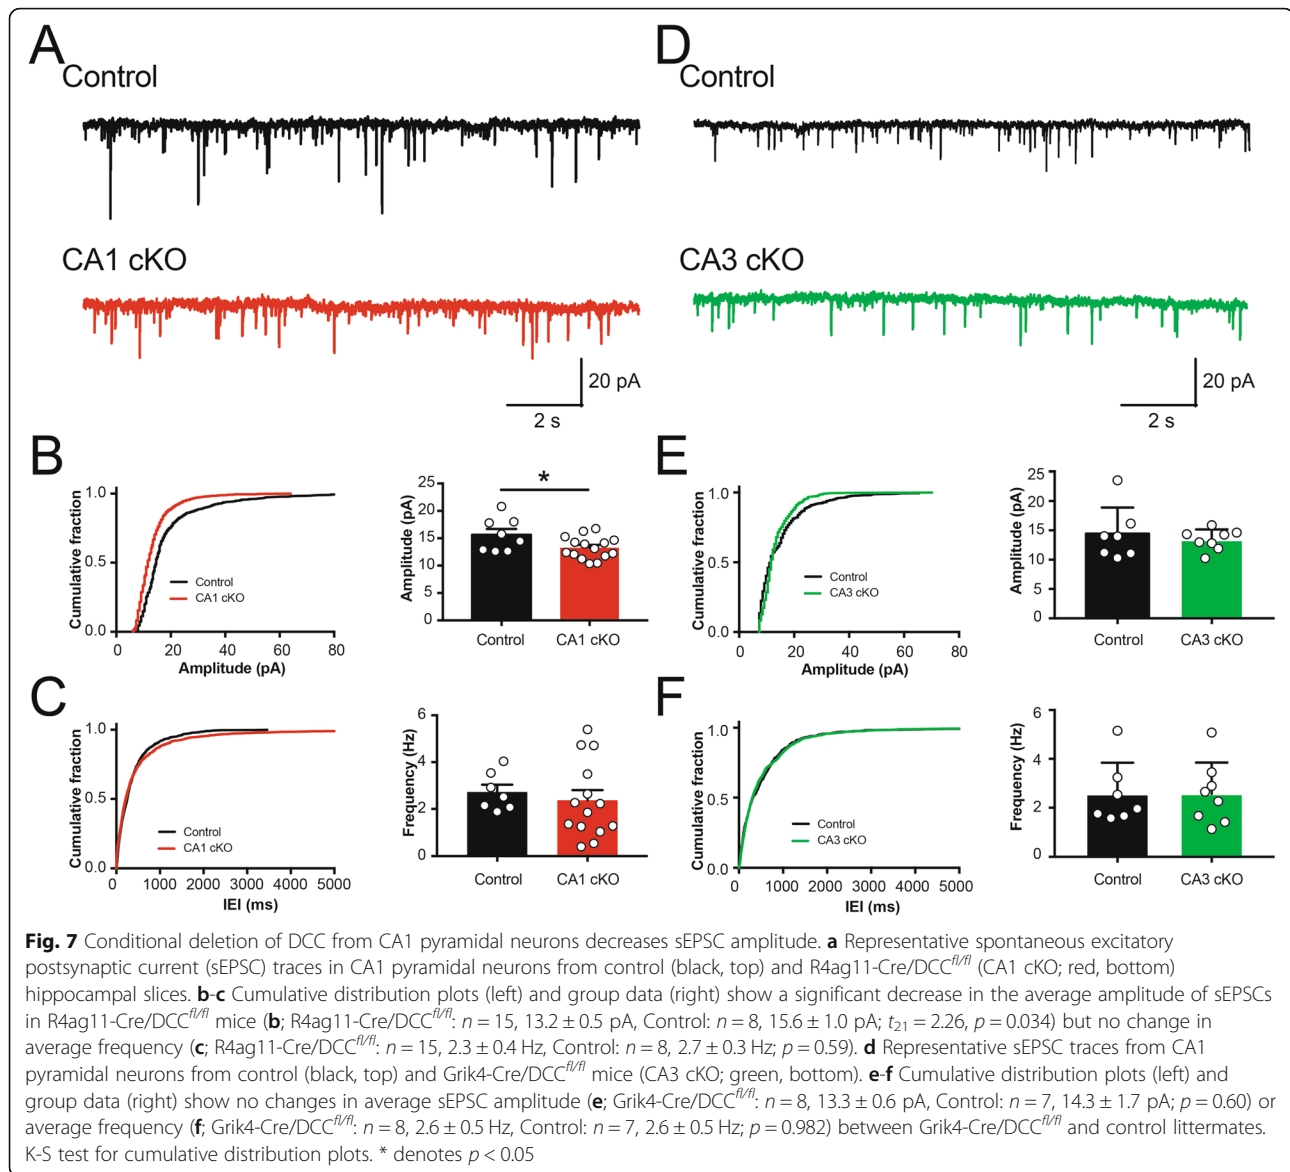 A
Control
CA1 cKO
20 pA
2 s
D
Control
CA3 cKO
20 pA
2 s
B
Cumulative fraction
1.0
0.5
0.0
Control
CA1 cKO
0 20 40 60 80
Amplitude (pA)
Amplitude (pA)
25
20
15
10
5
0
*
Control CA1 cKO
E
Cumulative fraction
1.0
0.5
0.0
Control
CA3 cKO
0 20 40 60 80
Amplitude (pA)
Amplitude (pA)
25
20
15
10
5
0
Control CA3 cKO
C
Cumulative fraction
1.0
0.5
0.0
Control
CA1 cKO
0 1000 2000 3000 4000 5000
IEI (ms)
Frequency (Hz)
6
4
2
0
Control CA1 cKO
F
Cumulative fraction
1.0
0.5
0.0
Control
CA3 cKO
0 1000 2000 3000 4000 5000
IEI (ms)
Frequency (Hz)
6
4
2
0
Control CA3 cKO
Fig. 7 Conditional deletion of DCC from CA1 pyramidal neurons decreases sEPSC amplitude. a Representative spontaneous excitatory
postsynaptic current (sEPSC) traces in CA1 pyramidal neurons from control (black, top) and R4ag11-Cre/DCCfl/fl (CA1 cKO; red, bottom)
hippocampal slices. b-c Cumulative distribution plots (left) and group data (right) show a significant decrease in the average amplitude of sEPSCs
in R4ag11-Cre/DCCfl/fl mice (b; R4ag11-Cre/DCCfl/fl: n = 15, 13.2 ± 0.5 pA, Control: n = 8, 15.6 ± 1.0 pA; t21 = 2.26, p = 0.034) but no change in
average frequency (c; R4ag11-Cre/DCCfl/fl: n = 15, 2.3 ± 0.4 Hz, Control: n = 8, 2.7 ± 0.3 Hz; p = 0.59). d Representative sEPSC traces from CA1
pyramidal neurons from control (black, top) and Grik4-Cre/DCCfl/fl mice (CA3 cKO; green, bottom). e-f Cumulative distribution plots (left) and
group data (right) show no changes in average sEPSC amplitude (e; Grik4-Cre/DCCfl/fl: n = 8, 13.3 ± 0.6 pA, Control: n = 7, 14.3 ± 1.7 pA; p = 0.60) or
average frequency (f; Grik4-Cre/DCCfl/fl: n = 8, 2.6 ± 0.5 Hz, Control: n = 7, 2.6 ± 0.5 Hz; p = 0.982) between Grik4-Cre/DCCfl/fl and control littermates.
K-S test for cumulative distribution plots. * denotes p < 0.05